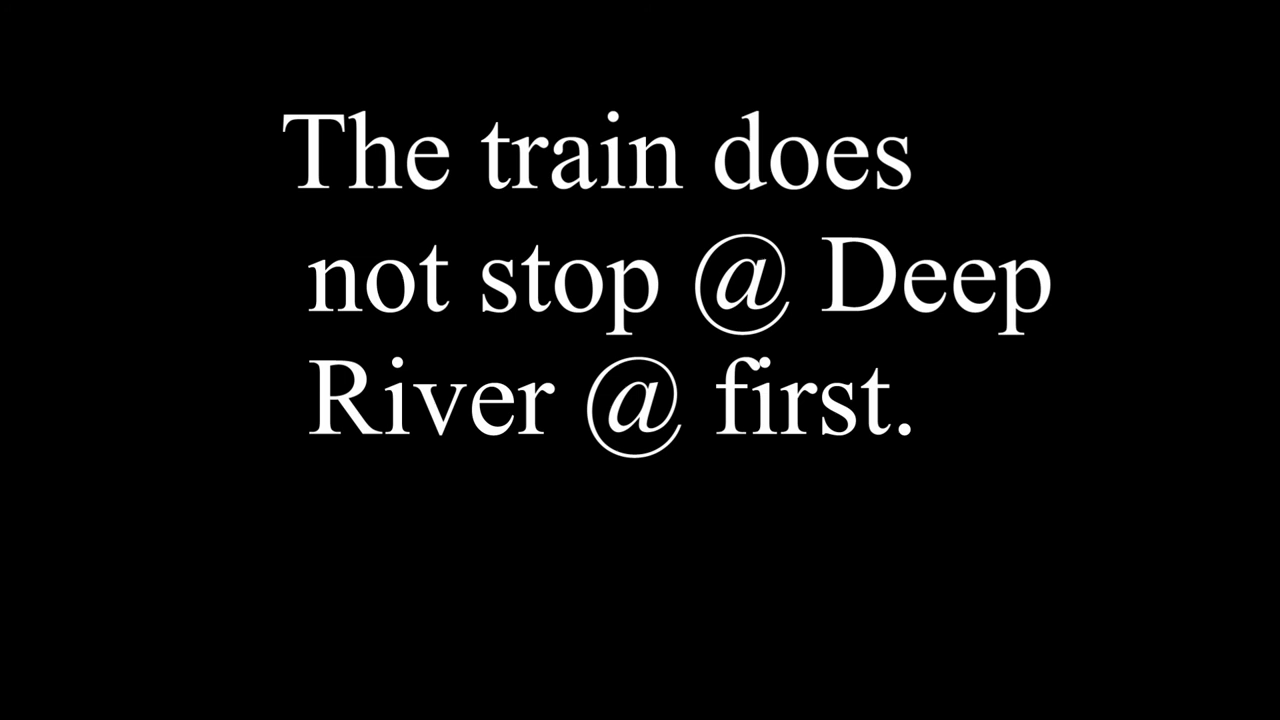 The train does
not stop @ Deep
River @ first.